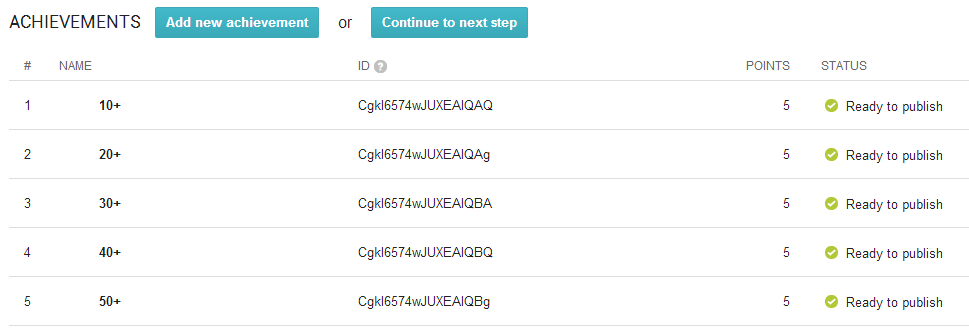 ACHIEVEMENTS Add new achievement or Continue to next step
# NAME ID ? POINTS STATUS
1 10+ CgkI6574wJUXEAIQAQ 5 Ready to publish
2 20+ CgkI6574wJUXEAIQAg 5 Ready to publish
3 30+ CgkI6574wJUXEAIQBA 5 Ready to publish
4 40+ CgkI6574wJUXEAIQBQ 5 Ready to publish
5 50+ CgkI6574wJUXEAIQBg 5 Ready to publish